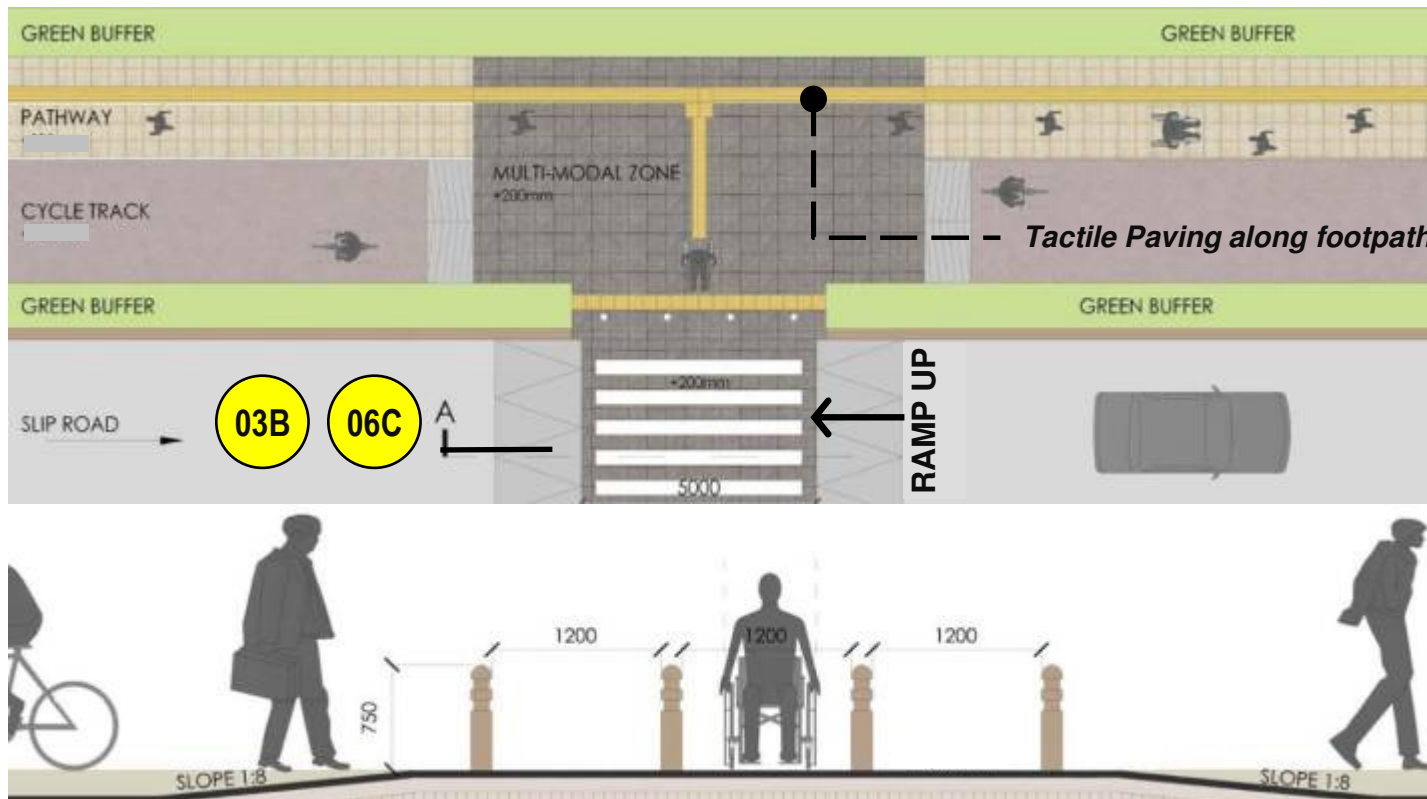 GREEN BUFFER
GREEN BUFFER
PATHWAY
MULTI-MODAL ZONE
+200mm
CYCLE TRACK
Tactile Paving along footpath
GREEN BUFFER
GREEN BUFFER
RAMP UP
+200mm
SLIP ROAD
03B
06C
A
5000
1200
1200
1200
750
SLOPE 1:8
SLOPE 1:8